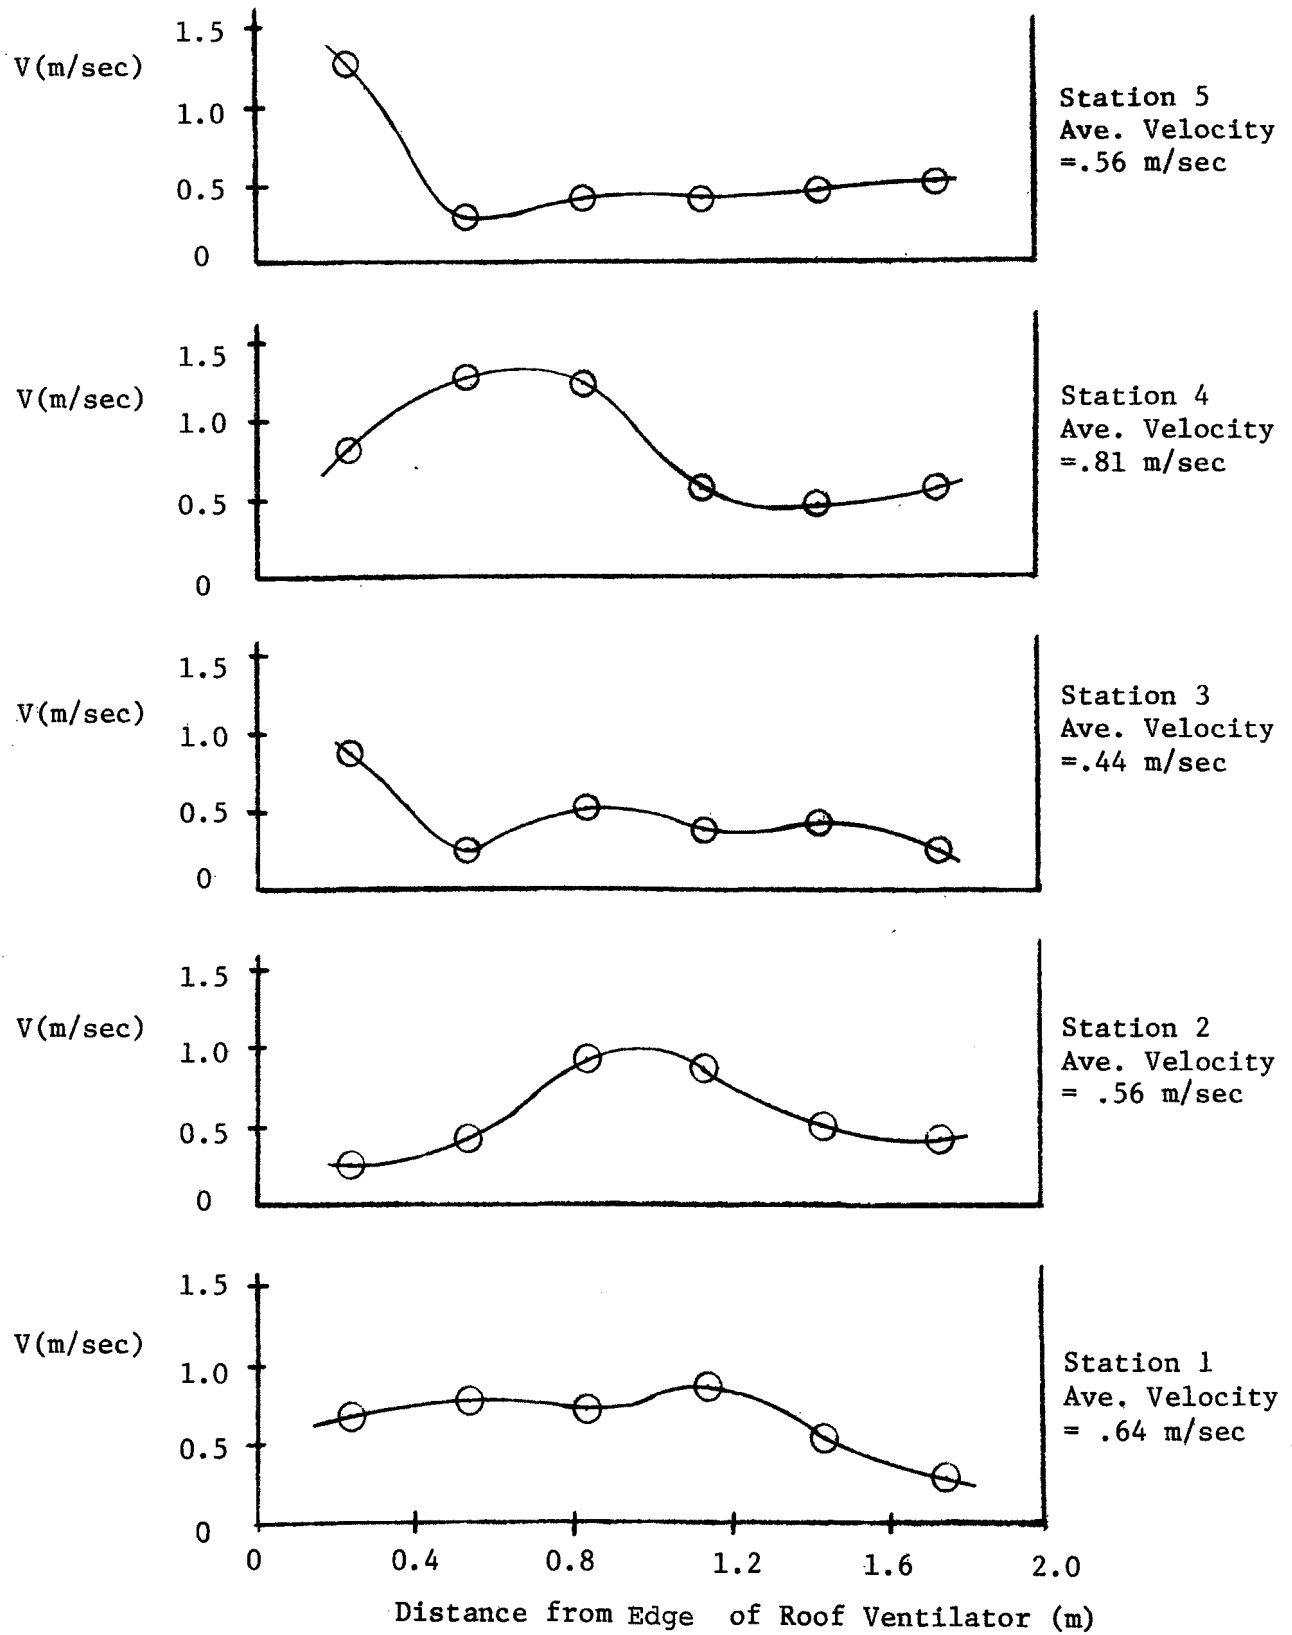 1.5
V(m/sec)
1.0
0.5
0
Station 5
Ave. Velocity
=.56 m/sec
1.5
V(m/sec)
1.0
0.5
0
Station 4
Ave. Velocity
=.81 m/sec
1.5
V(m/sec)
1.0
0.5
0
Station 3
Ave. Velocity
=.44 m/sec
1.5
V(m/sec)
1.0
0.5
0
Station 2
Ave. Velocity
= .56 m/sec
1.5
V(m/sec)
1.0
0.5
0
Station 1
Ave. Velocity
= .64 m/sec
0 0.4 0.8 1.2 1.6 2.0
Distance from Edge of Roof Ventilator (m)